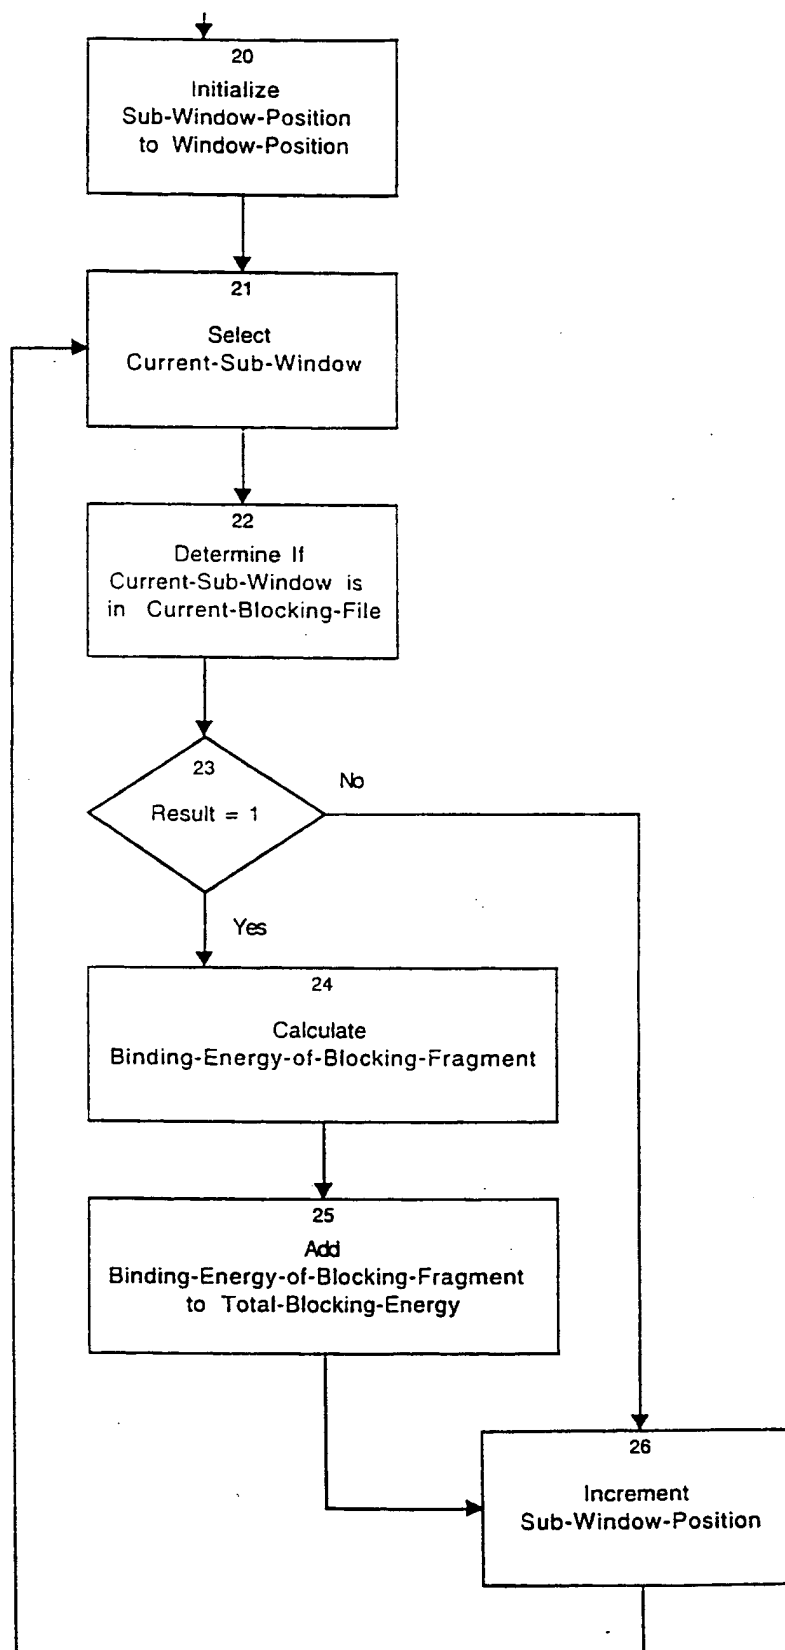 20
Initialize
Sub-Window-Position
to Window-Position
21
Select
Current-Sub-Window
22
Determine If
Current-Sub-Window is
in Current-Blocking-File
23
Result = 1
No
Yes
24
Calculate
Binding-Energy-of-Blocking-Fragment
25
Add
Binding-Energy-of-Blocking-Fragment
to Total-Blocking-Energy
26
Increment
Sub-Window-Position